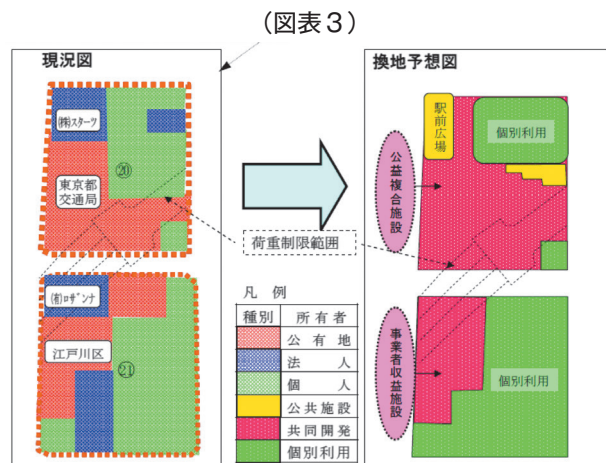 （図表３）
現況図
㈱スターツ
⑳
東京都
交通局
㈲ロザンナ
江戸川区
㉑
荷重制限範囲
凡　例
種別　所有者
公　有　地
法　　人
個　　人
公共施設
共同開発
個別利用
換地予想図
駅前広場
個別利用
公益複合施設
事業者収益施設
個別利用